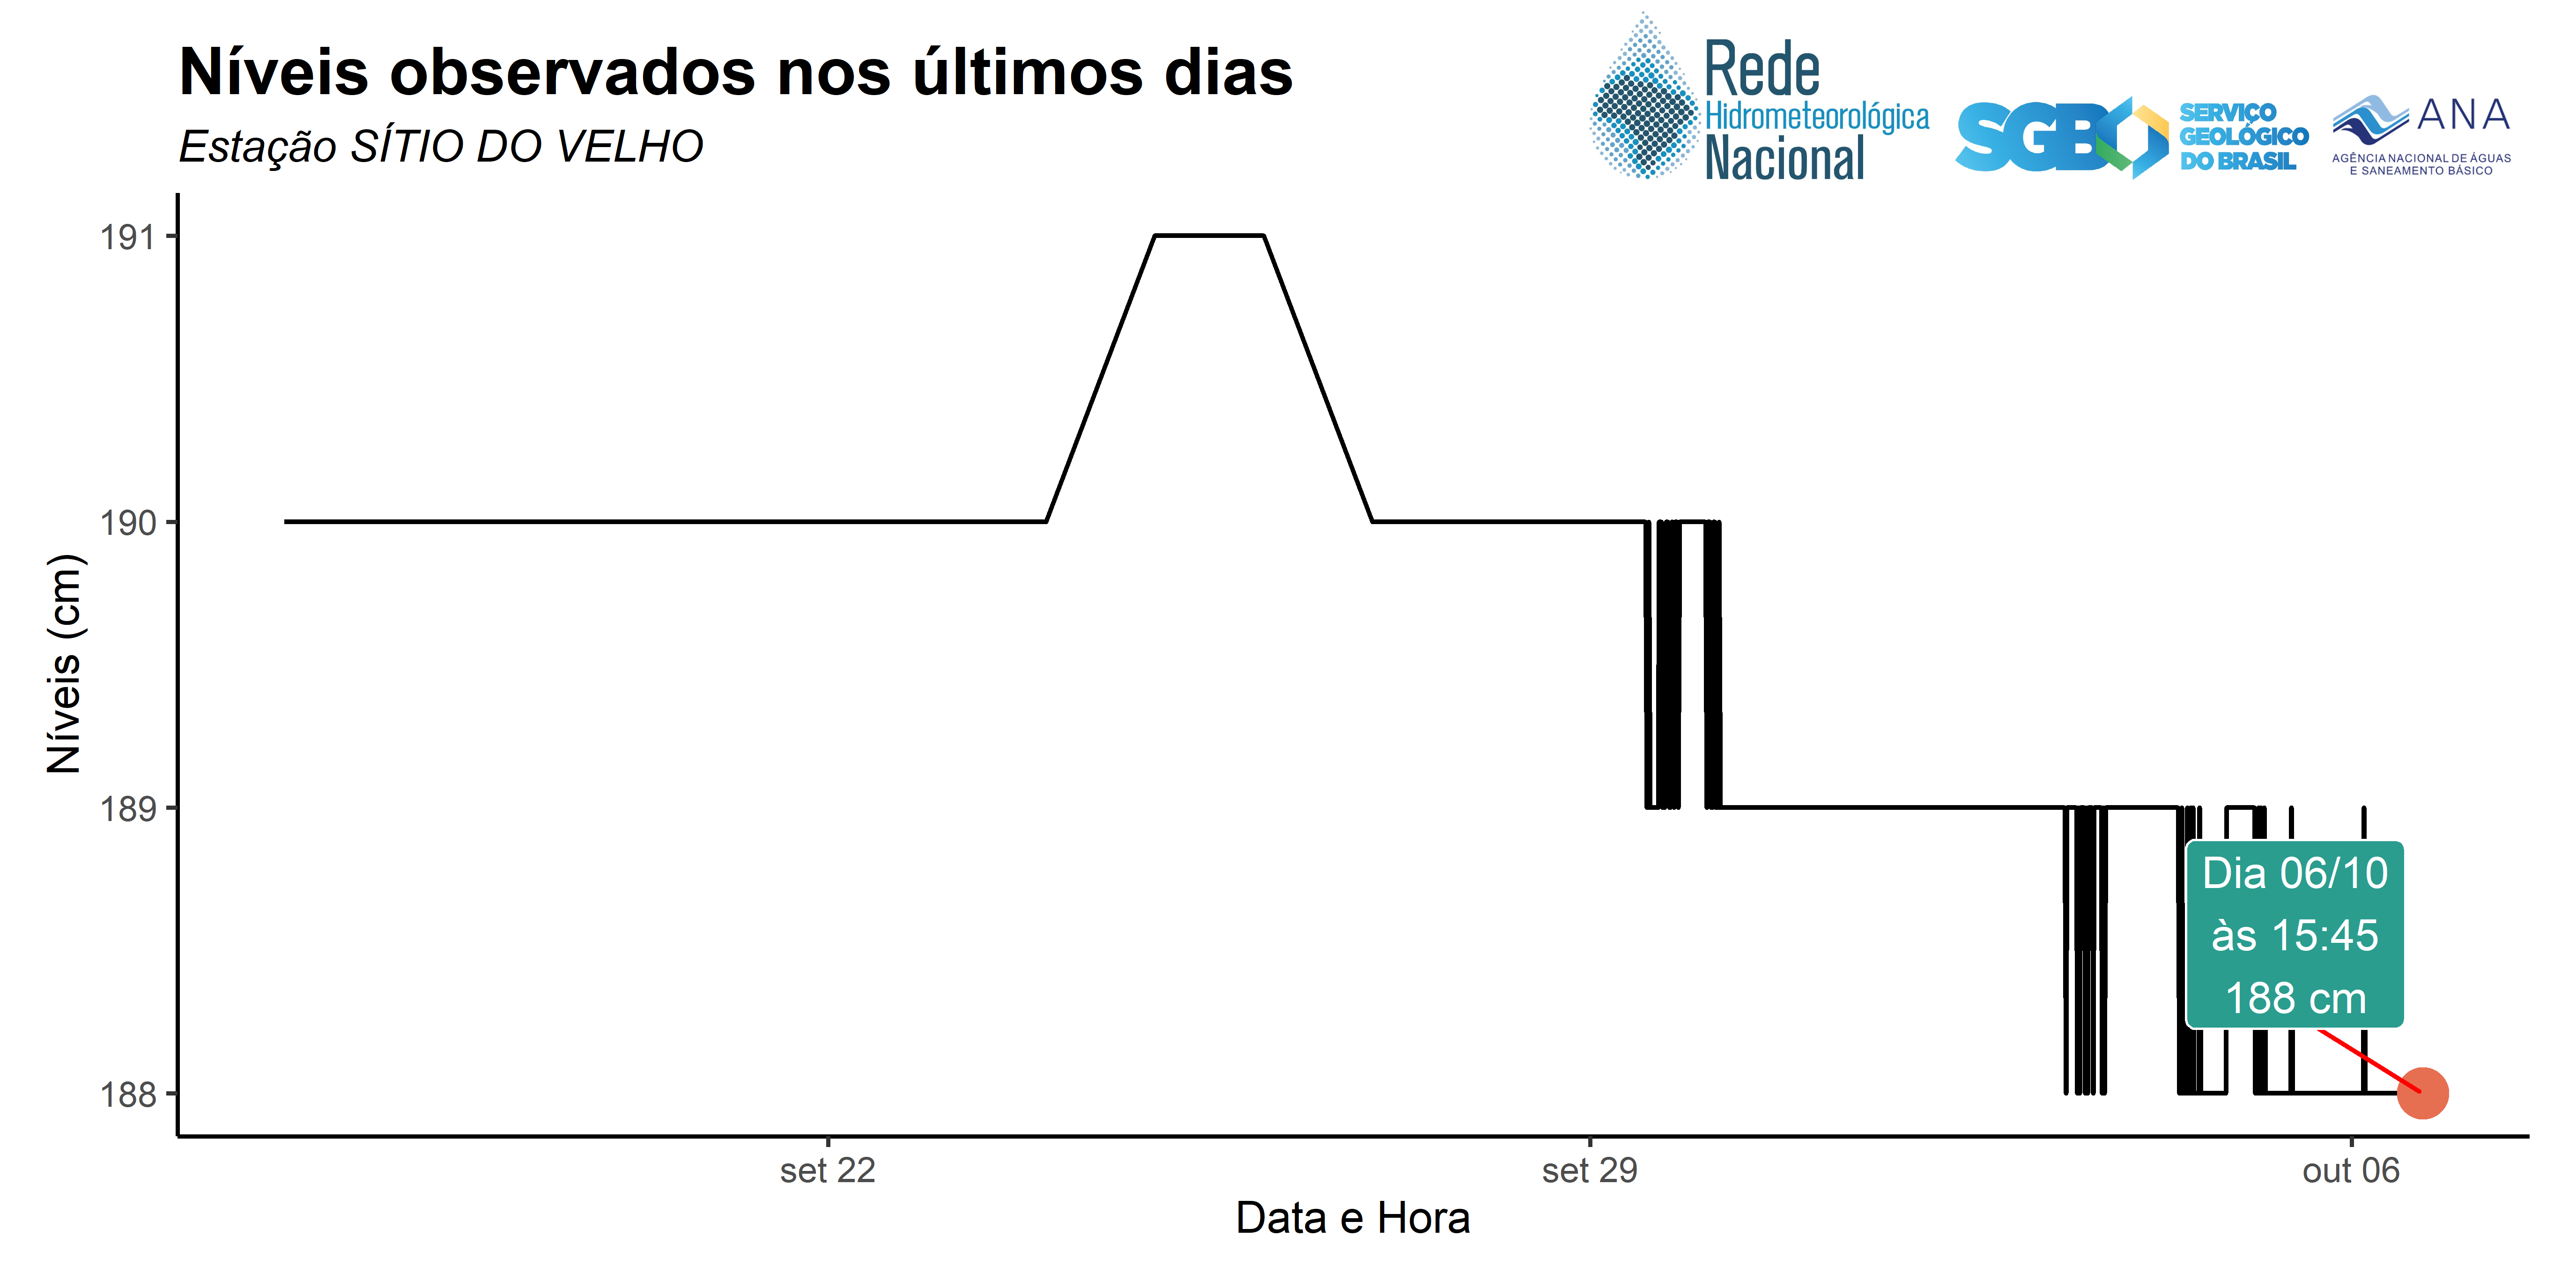 Níveis observados nos últimos dias
Estação SÍTIO DO VELHO
Rede
Hidrometeorológica
Nacional
SGB
SERVIÇO
GEOLÓGICO
DO BRASIL
ANA
AGÊNCIA NACIONAL DE ÁGUAS
E SANEAMENTO BÁSICO
Níveis (cm)
191
190
189
188
Dia 06/10
às 15:45
188 cm
set 22
set 29
out 06
Data e Hora